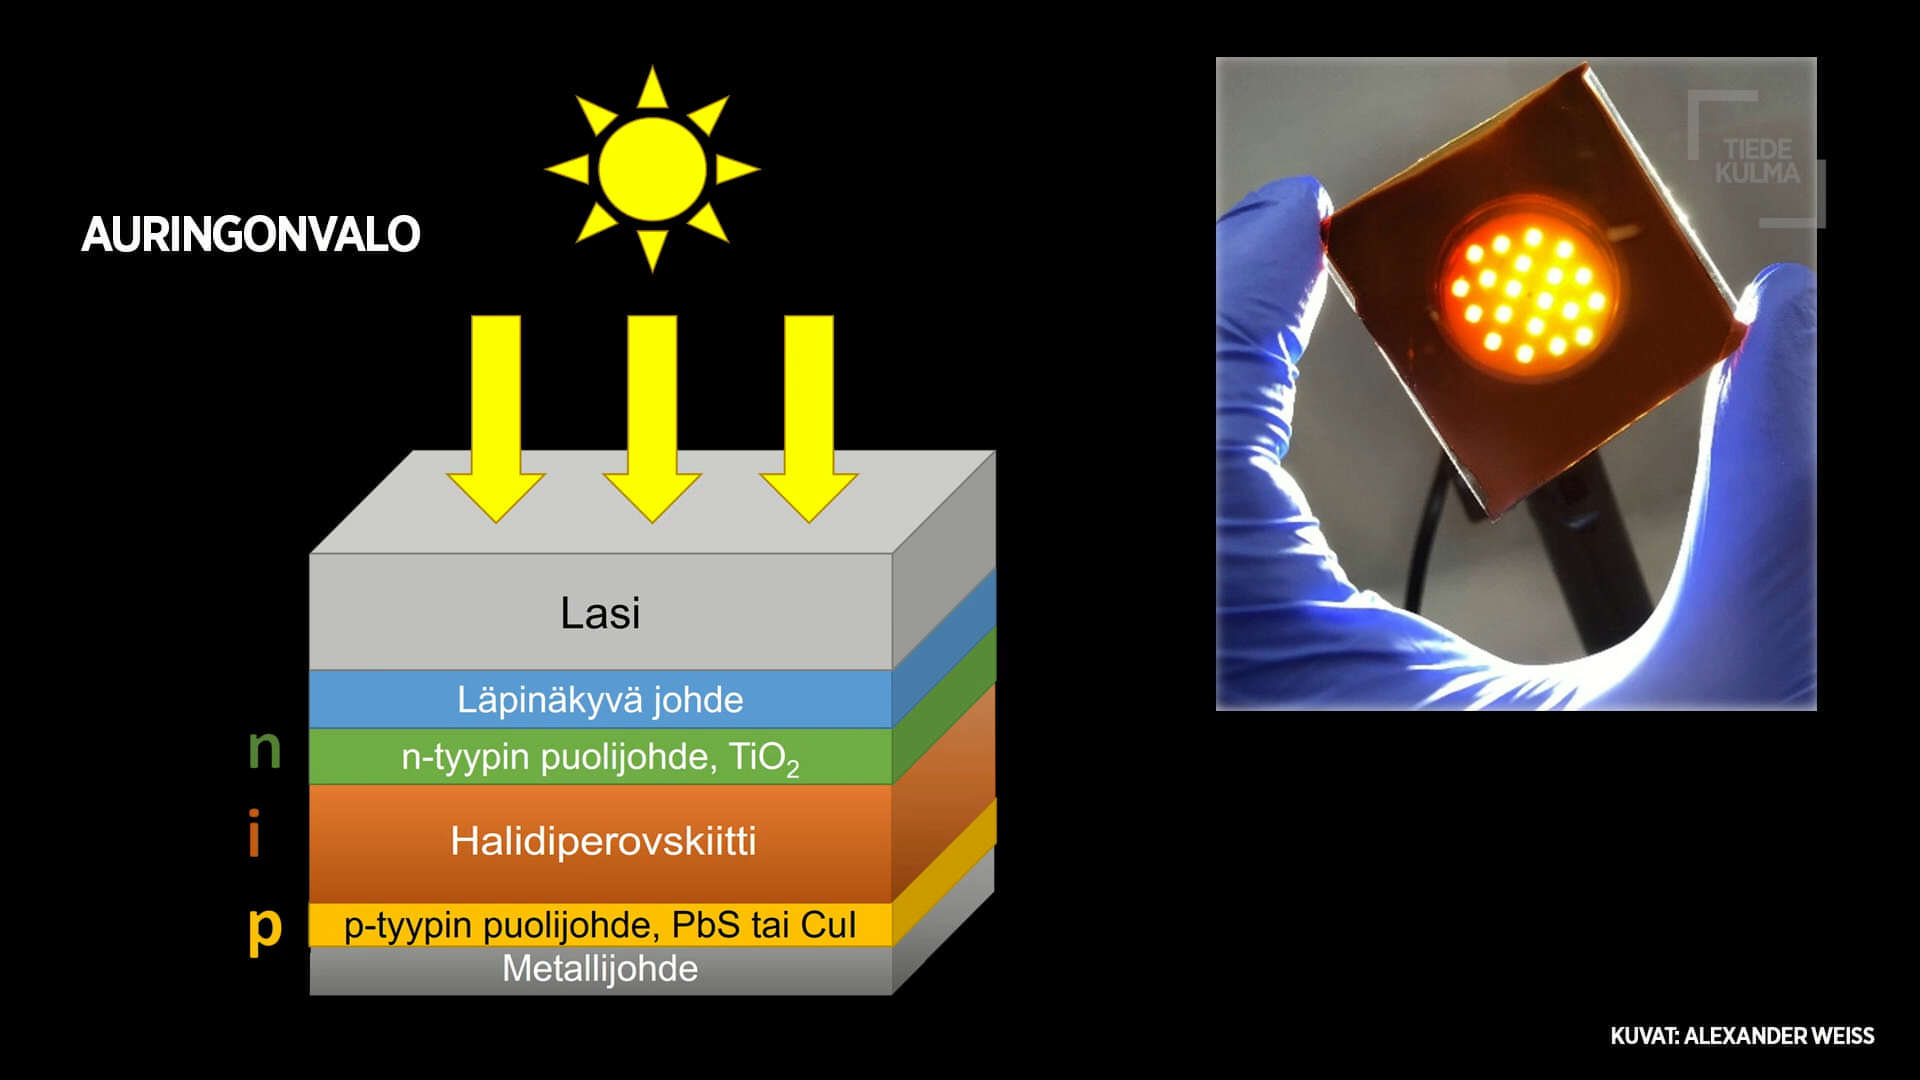 AURINGONVALO
TIEDE
KULMA
Lasi
Läpinäkyvä johde
n
n-tyypin puolijohde, TiO₂
i
Halidiperovskiitti
p
p-tyypin puolijohde, PbS tai CuI
Metallijohde
KUVAT: ALEXANDER WEISS